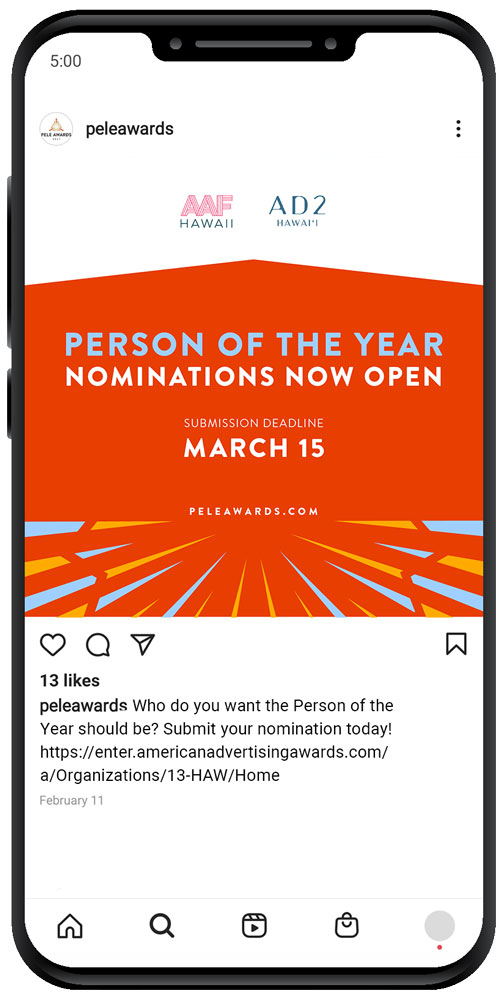 5:00
PELE AWARDS
peleawards
AAF
HAWAII
AD2
HAWAI'I
PERSON OF THE YEAR
NOMINATIONS NOW OPEN
SUBMISSION DEADLINE
MARCH 15
PELEAWARDS.COM
13 likes
peleawards Who do you want the Person of the
Year should be? Submit your nomination today!
https://enter.americanadvertisingawards.com/
a/Organizations/13-HAW/Home
February 11